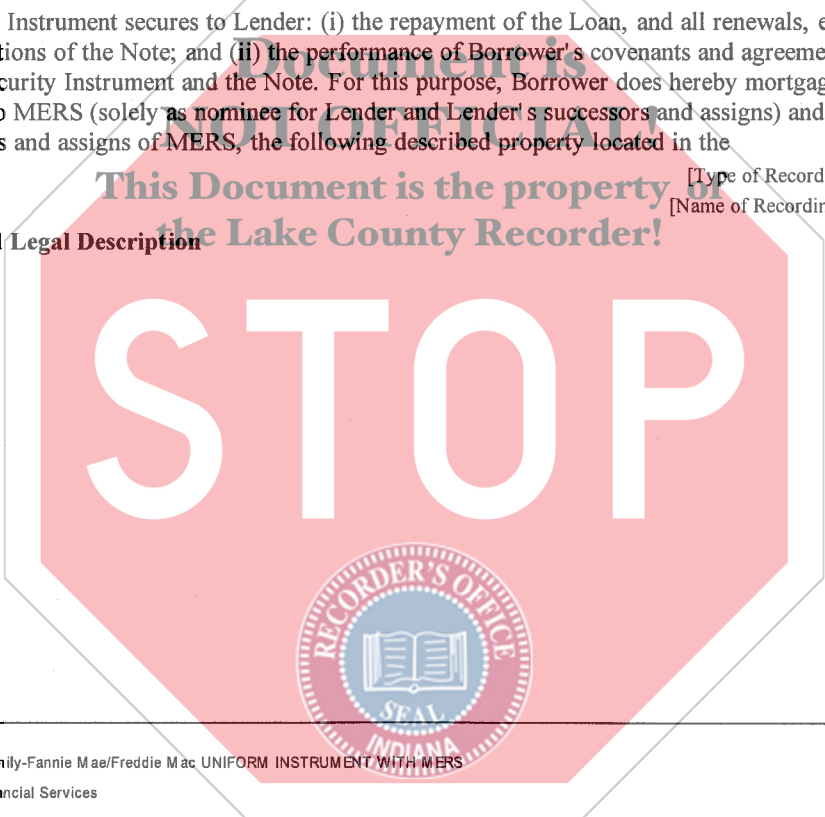 Instrument secures to Lender: (i) the repayment of the Loan, and all renewals, e
tions of the Note; and (ii) the performance of Borrower's covenants and agreeme
curity Instrument and the Note. For this purpose, Borrower does hereby mortgag
o MERS (solely as nominee for Lender and Lender's successors and assigns) and
s and assigns of MERS, the following described property located in the
[Type of Record
[Name of Recordin
Legal Description
Document is
NOT OFFICIAL!
This Document is the property of
the Lake County Recorder!
STOP
RECORDER'S OFFICE
SEAL
INDIANA
nily-Fannie Mae/Freddie Mac UNIFORM INSTRUMENT WITH MERS
ancial Services